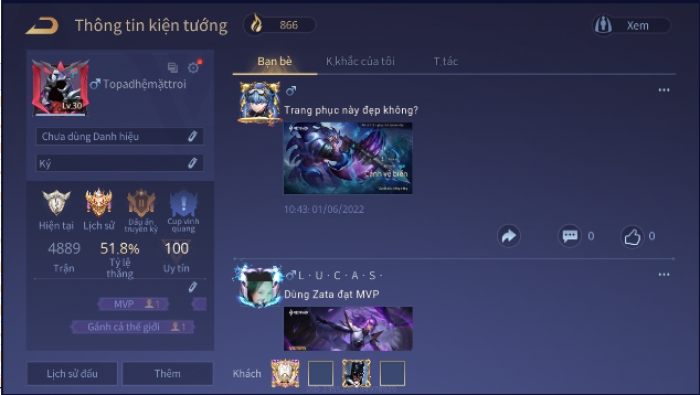 Thông tin kiện tướng
866
Xem
Lv.30
Topadhệmặttroi
Chưa dùng Danh hiệu
Ký
Hiện tại
Lịch sử
Dấu ấn truyền kỳ
Cup vinh quang
4889
Trận
51.8%
Tỷ lệ thắng
100
Uy tín
MVP 1
Gánh cả thế giới 1
Lịch sử đấu
Thêm
Bạn bè
K.khắc của tôi
T.tác
Trang phục này đẹp không?
Cánh vệ biển
10:43: 01/06/2022
0
0
L · U · C · A · S ·
Dùng Zata đạt MVP
Khách